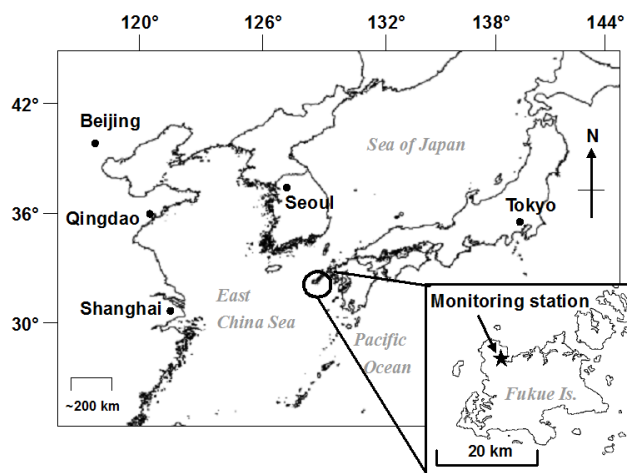 120° 126° 132° 138° 144°
42°
36°
30°
Beijing
Sea of Japan
N
Seoul
Tokyo
Qingdao
East
China Sea
Shanghai
Pacific
Ocean
~200 km
Monitoring station
Fukue Is.
20 km